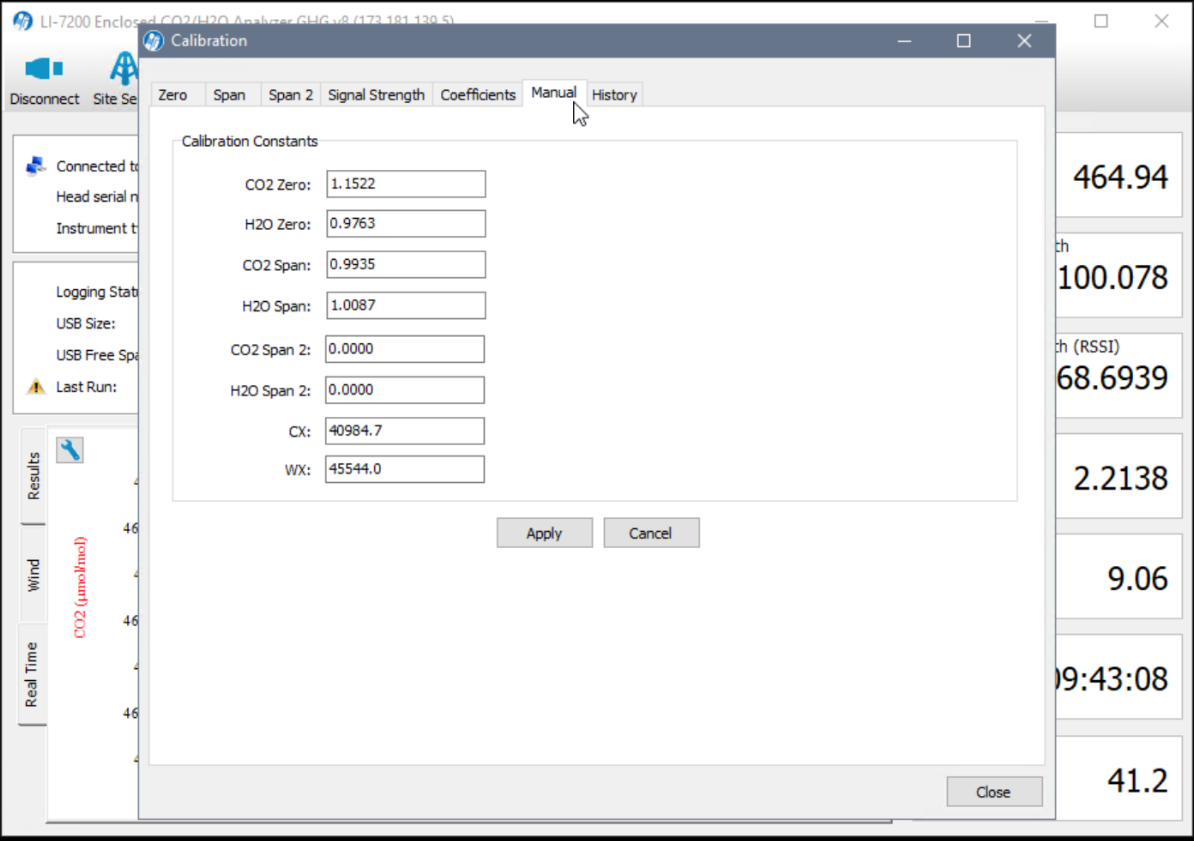 LI-7200 Enclosed CO2/H2O Analyzer GHG v8 (173.181.139.5)
Calibration
Disconnect
Site Se
Zero
Span
Span 2
Signal Strength
Coefficients
Manual
History
Connected to
Head serial n
Instrument t
Logging Stat
USB Size:
USB Free Spa
Last Run:
Results
Wind
Real Time
CO2 (µmol/mol)
46
46
46
Calibration Constants
CO2 Zero: 1.1522
H2O Zero: 0.9763
CO2 Span: 0.9935
H2O Span: 1.0087
CO2 Span 2: 0.0000
H2O Span 2: 0.0000
CX: 40984.7
WX: 45544.0
Apply
Cancel
Close
464.94
th
100.078
th (RSSI)
68.6939
2.2138
9.06
09:43:08
41.2